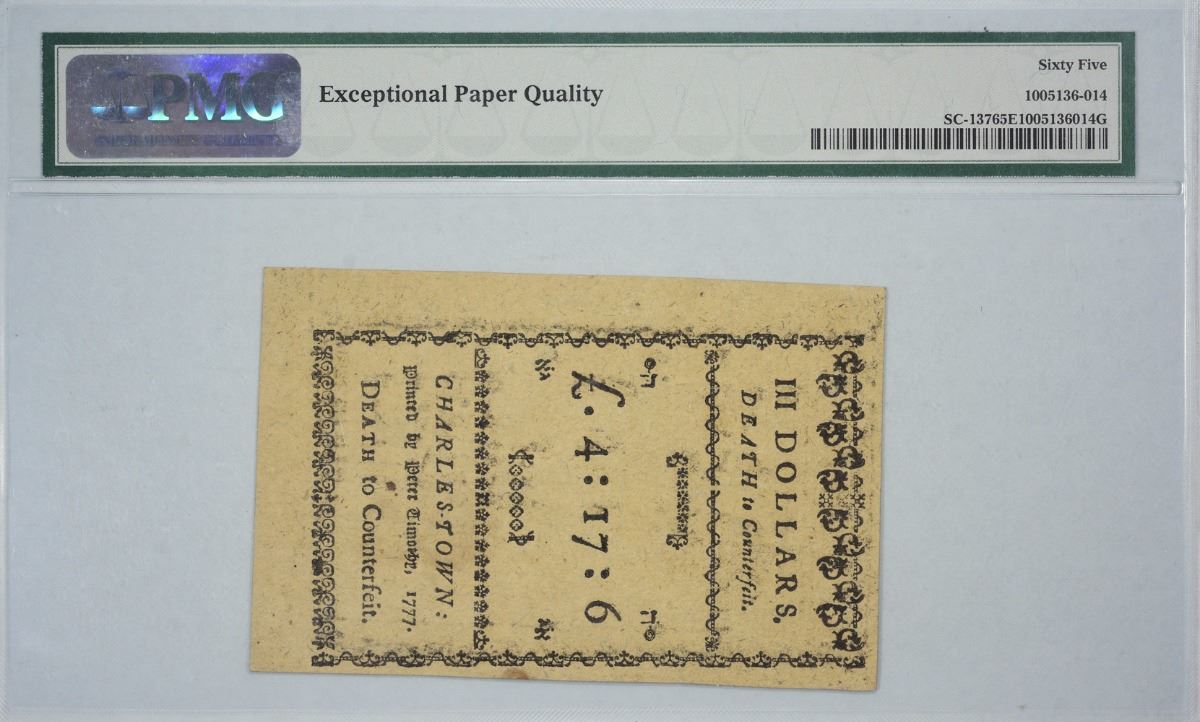 PMG
Exceptional Paper Quality
Sixty Five
1005136-014
SC-13765E1005136014G
III DOLLARS.
DEATH to Counterfeit.
£. 4 : 17 : 6
CHARLES-TOWN:
Printed by Peter Timothy, 1777.
DEATH to Counterfeit.